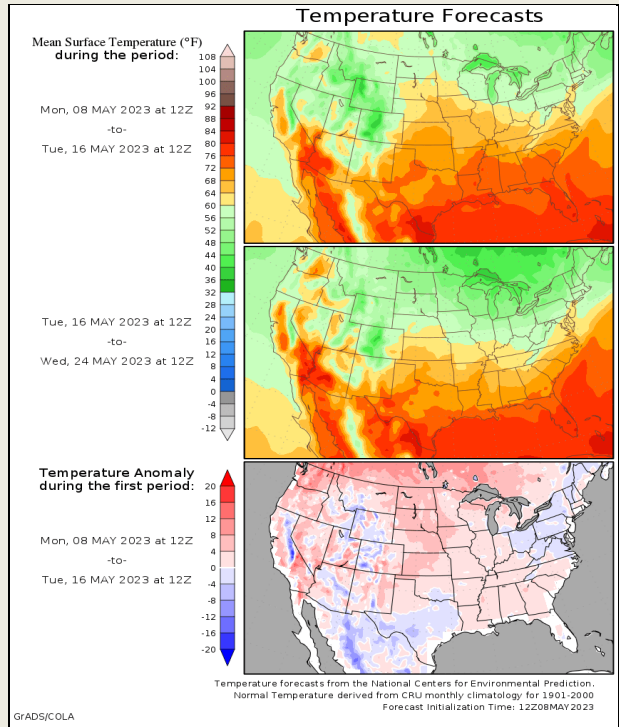 Temperature Forecasts
Mean Surface Temperature (°F)
during the period:
Mon, 08 MAY 2023 at 12Z
-to-
Tue, 16 MAY 2023 at 12Z
108
104
100
96
92
88
84
80
76
72
68
64
60
56
52
48
44
40
36
32
28
24
20
16
12
8
4
0
-4
-8
-12
Tue, 16 MAY 2023 at 12Z
-to-
Wed, 24 MAY 2023 at 12Z
Temperature Anomaly
during the first period:
Mon, 08 MAY 2023 at 12Z
-to-
Tue, 16 MAY 2023 at 12Z
20
16
12
8
4
0
-4
-8
-12
-16
-20
Temperature forecasts from the National Centers for Environmental Prediction.
Normal Temperature derived from CRU monthly climatology for 1901-2000
Forecast Initialization Time: 12Z08MAY2023
GrADS/COLA